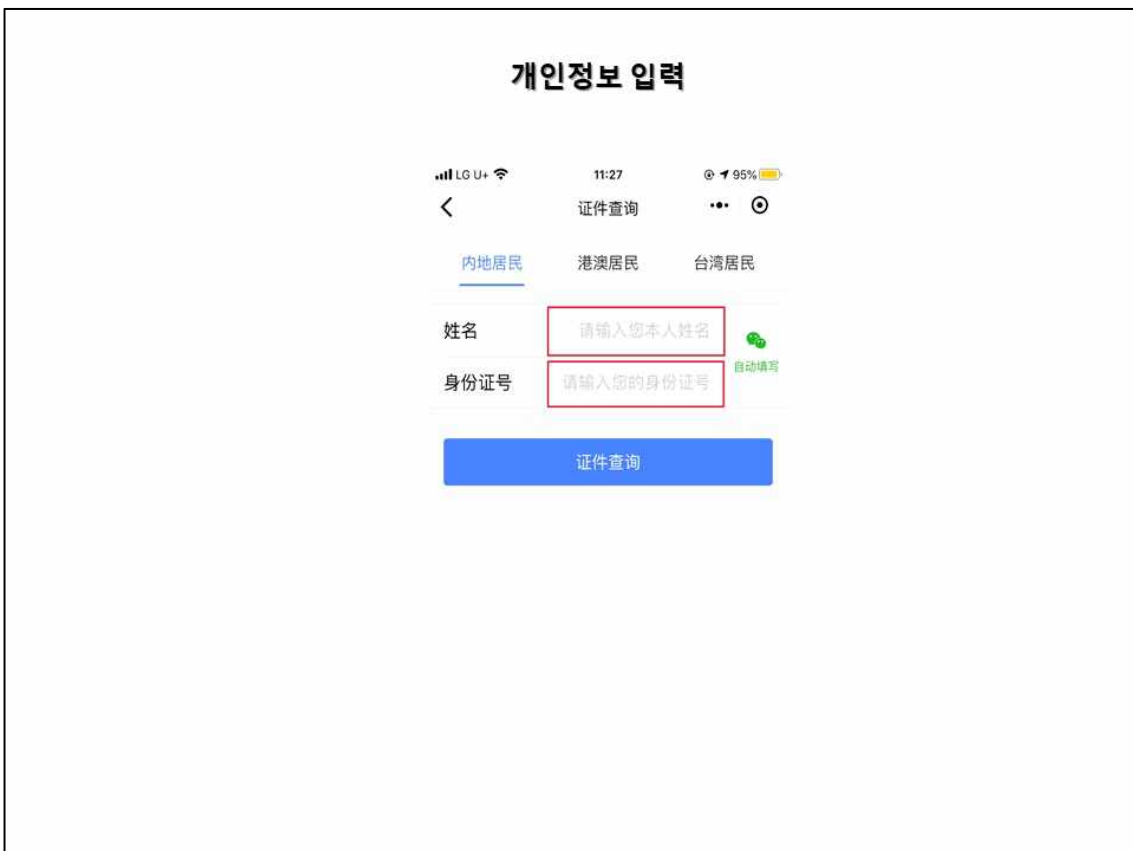 개인정보 입력
LG U+ 11:27 95%
证件查询
内地居民 港澳居民 台湾居民
姓名 请输入您本人姓名
自动填写
身份证号 请输入您的身份证号
证件查询